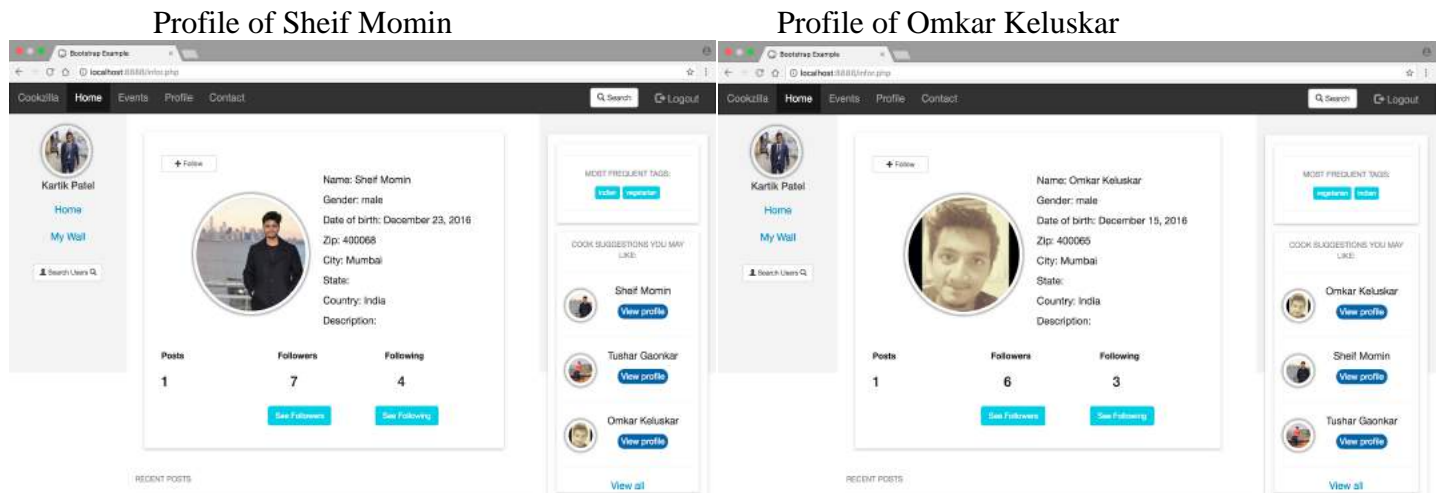 Profile of Sheif Momin
Bootstrap Example
localhost:8888/infor.php
Cookzilla Home Events Profile Contact Search Logout
Kartik Patel
Home
My Wall
Search Users
+ Follow
Name: Sheif Momin
Gender: male
Date of birth: December 23, 2016
Zip: 400068
City: Mumbai
State:
Country: India
Description:
Posts Followers Following
1 7 4
See Followers See Following
RECENT POSTS
MOST FREQUENT TAGS:
indian vegetarian
COOK SUGGESTIONS YOU MAY
LIKE:
Sheif Momin
View profile
Tushar Gaonkar
View profile
Omkar Keluskar
View profile
View all
Profile of Omkar Keluskar
Bootstrap Example
localhost:8888/infor.php
Cookzilla Home Events Profile Contact Search Logout
Kartik Patel
Home
My Wall
Search Users
+ Follow
Name: Omkar Keluskar
Gender: male
Date of birth: December 15, 2016
Zip: 400065
City: Mumbai
State:
Country: India
Description:
Posts Followers Following
1 6 3
See Followers See Following
RECENT POSTS
MOST FREQUENT TAGS:
vegetarian indian
COOK SUGGESTIONS YOU MAY
LIKE:
Omkar Keluskar
View profile
Sheif Momin
View profile
Tushar Gaonkar
View profile
View all